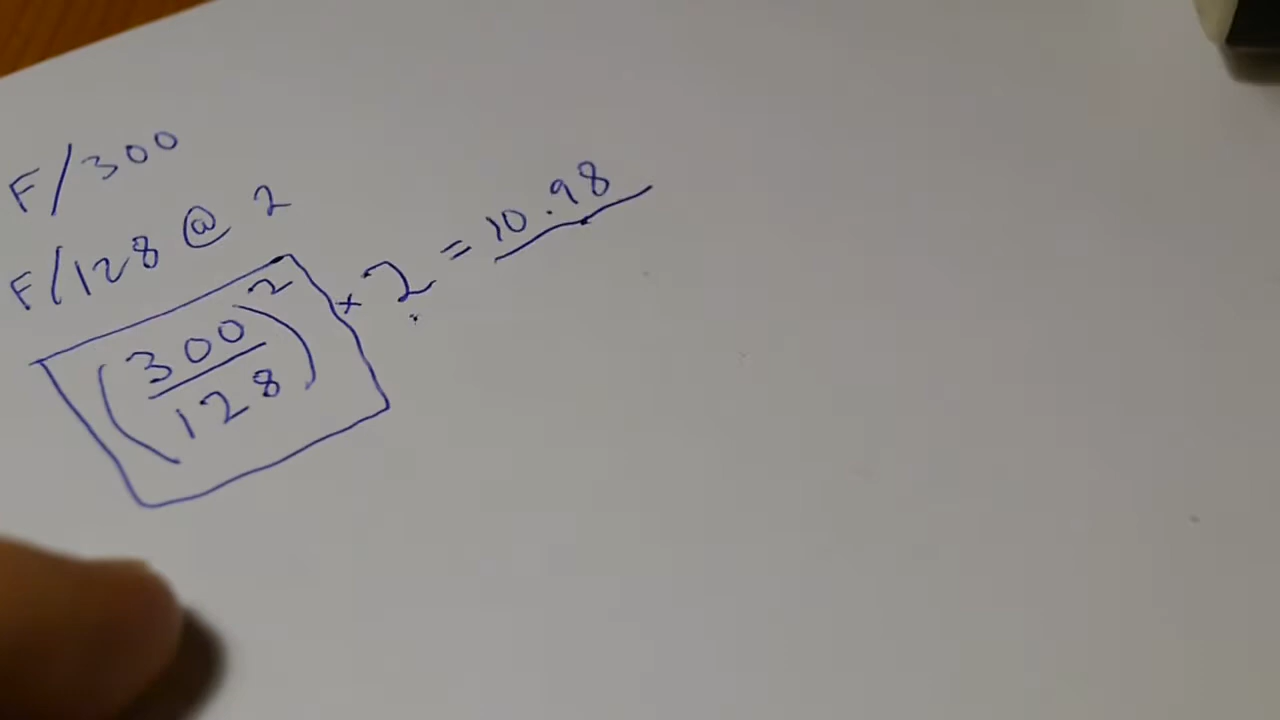 F/300
F/128 @ 2
(300/128)² × 2 = 10.98